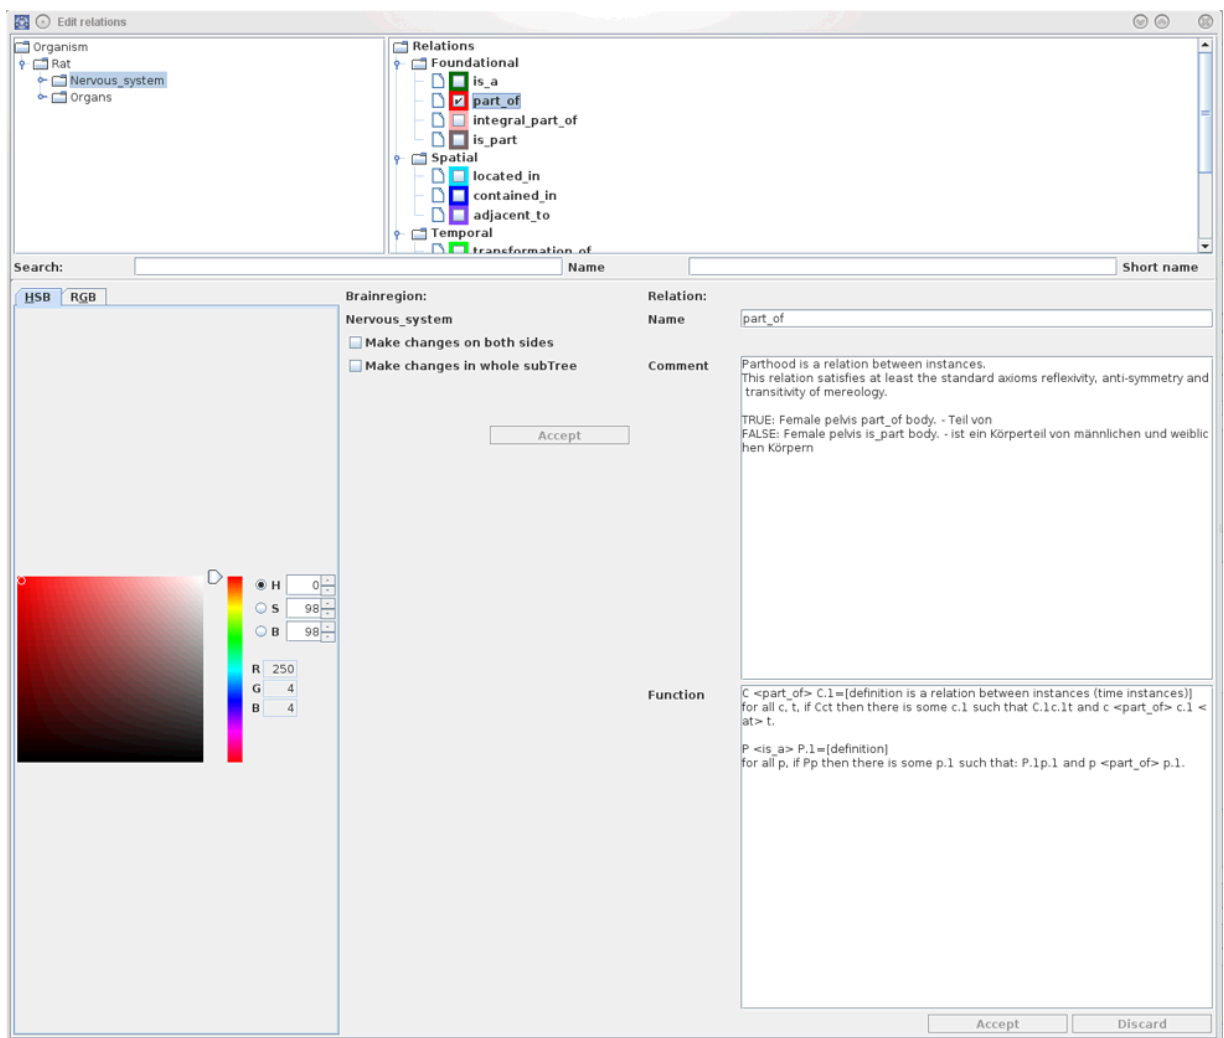 Edit relations
Organism
Rat
Nervous_system
Organs
Relations
Foundational
is_a
part_of
integral_part_of
is_part
Spatial
located_in
contained_in
adjacent_to
Temporal
transformation_of
Search:
Name
Short name
HSB
RGB
H 0
S 98
B 98
R 250
G 4
B 4
Brainregion:
Nervous_system
Make changes on both sides
Make changes in whole subTree
Accept
Relation:
Name part_of
Comment
Parthood is a relation between instances.
This relation satisfies at least the standard axioms reflexivity, anti-symmetry and
transitivity of mereology.
TRUE: Female pelvis part_of body. - Teil von
FALSE: Female pelvis is_part body. - ist ein Körperteil von männlichen und weiblic
hen Körpern
Function
C <part_of> C.1=[definition is a relation between instances (time instances)]
for all c, t, if Cct then there is some c.1 such that C.1c.1t and c <part_of> c.1 <
at> t.
P <is_a> P.1=[definition]
for all p, if Pp then there is some p.1 such that: P.1p.1 and p <part_of> p.1.
Accept
Discard